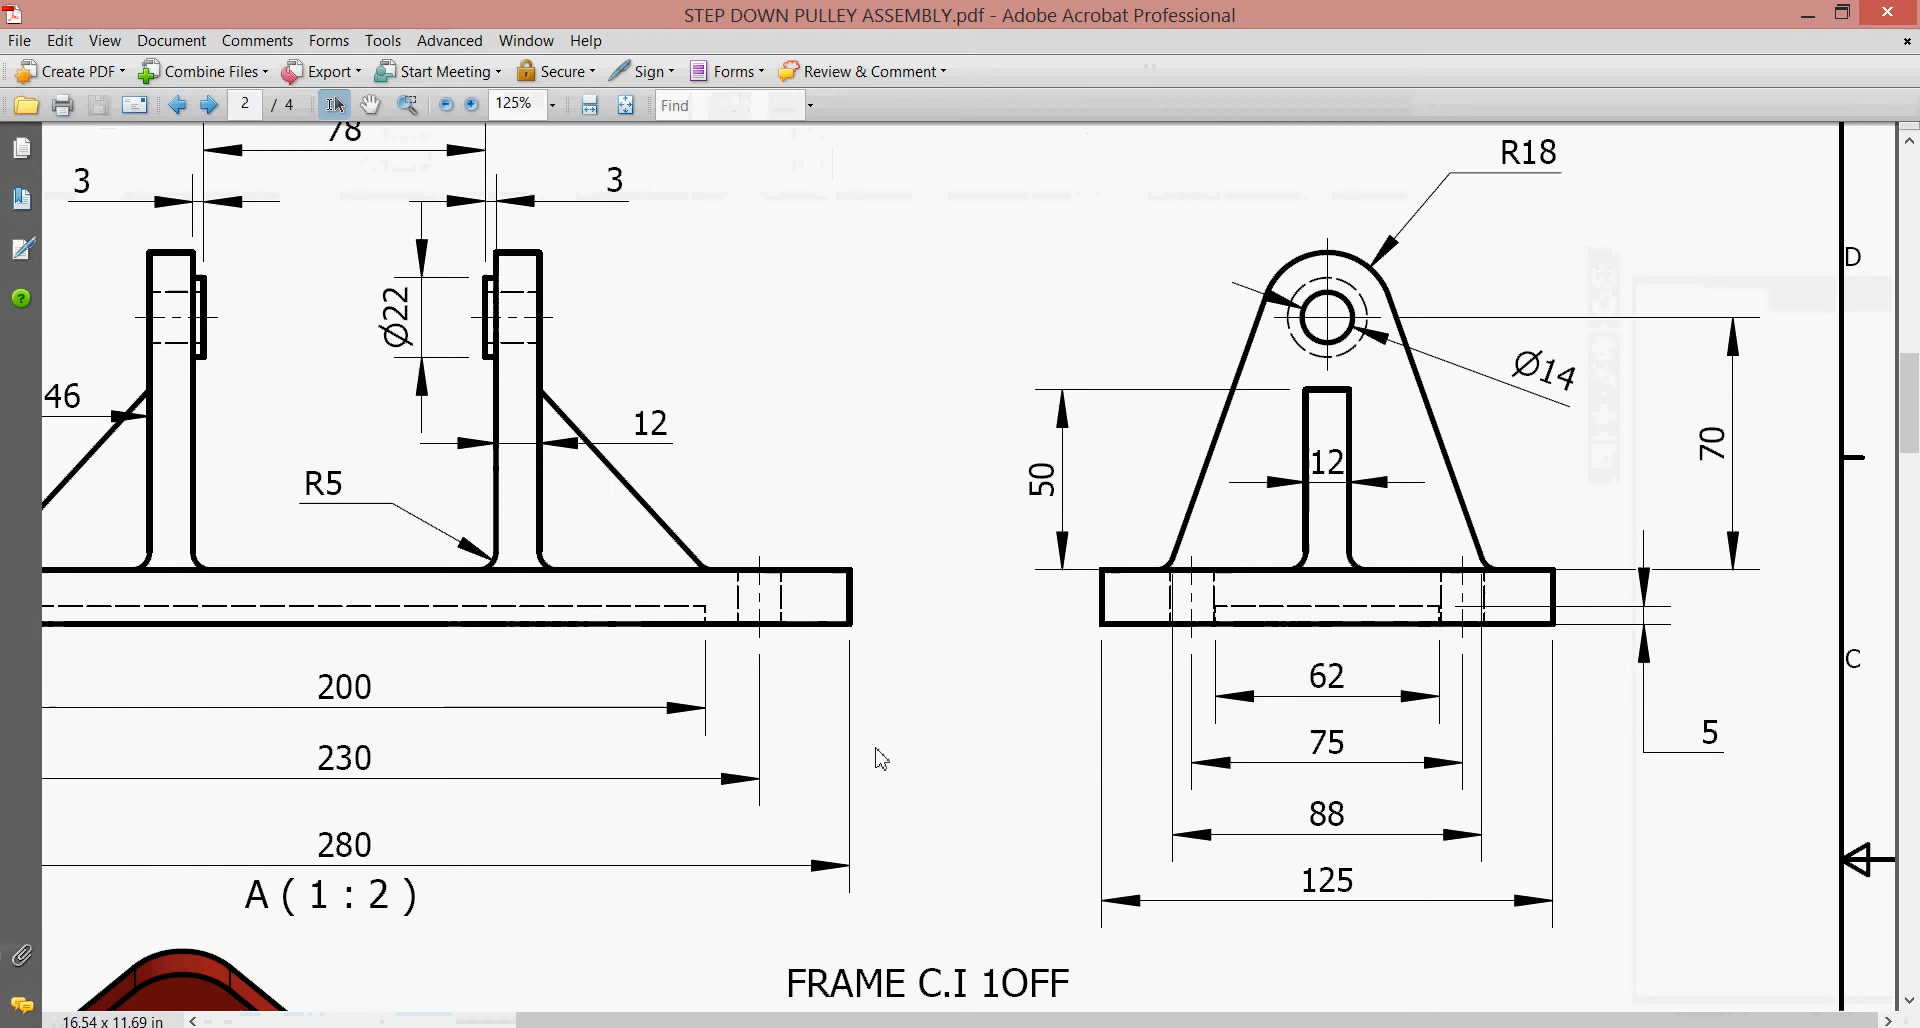 STEP DOWN PULLEY ASSEMBLY.pdf - Adobe Acrobat Professional
File Edit View Document Comments Forms Tools Advanced Window Help
Create PDF Combine Files Export Start Meeting Secure Sign Forms Review & Comment
2 / 4 125% Find
78
3
3
R18
D
Ø22
Ø14
46
12
70
50
12
R5
C
200
62
5
230
75
280
88
A ( 1 : 2 )
125
FRAME C.I 1OFF
16.54 x 11.69 in